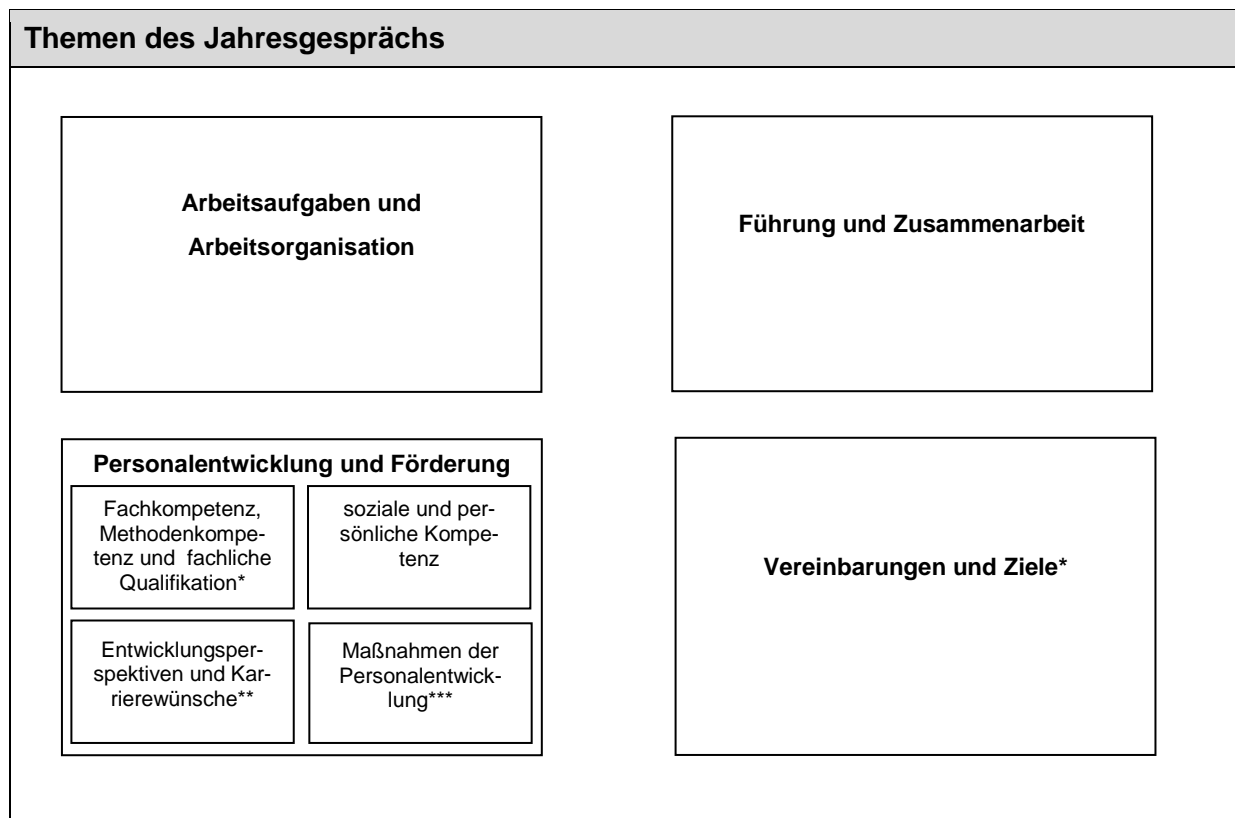 Themen des Jahresgesprächs
Arbeitsaufgaben und
Arbeitsorganisation
Führung und Zusammenarbeit
Personalentwicklung und Förderung
Fachkompetenz,
Methodenkompe-
tenz und  fachliche
Qualifikation*
soziale und per-
sönliche Kompe-
tenz
Entwicklungsper-
spektiven und Kar-
rierewünsche**
Maßnahmen der
Personalentwick-
lung***
Vereinbarungen und Ziele*